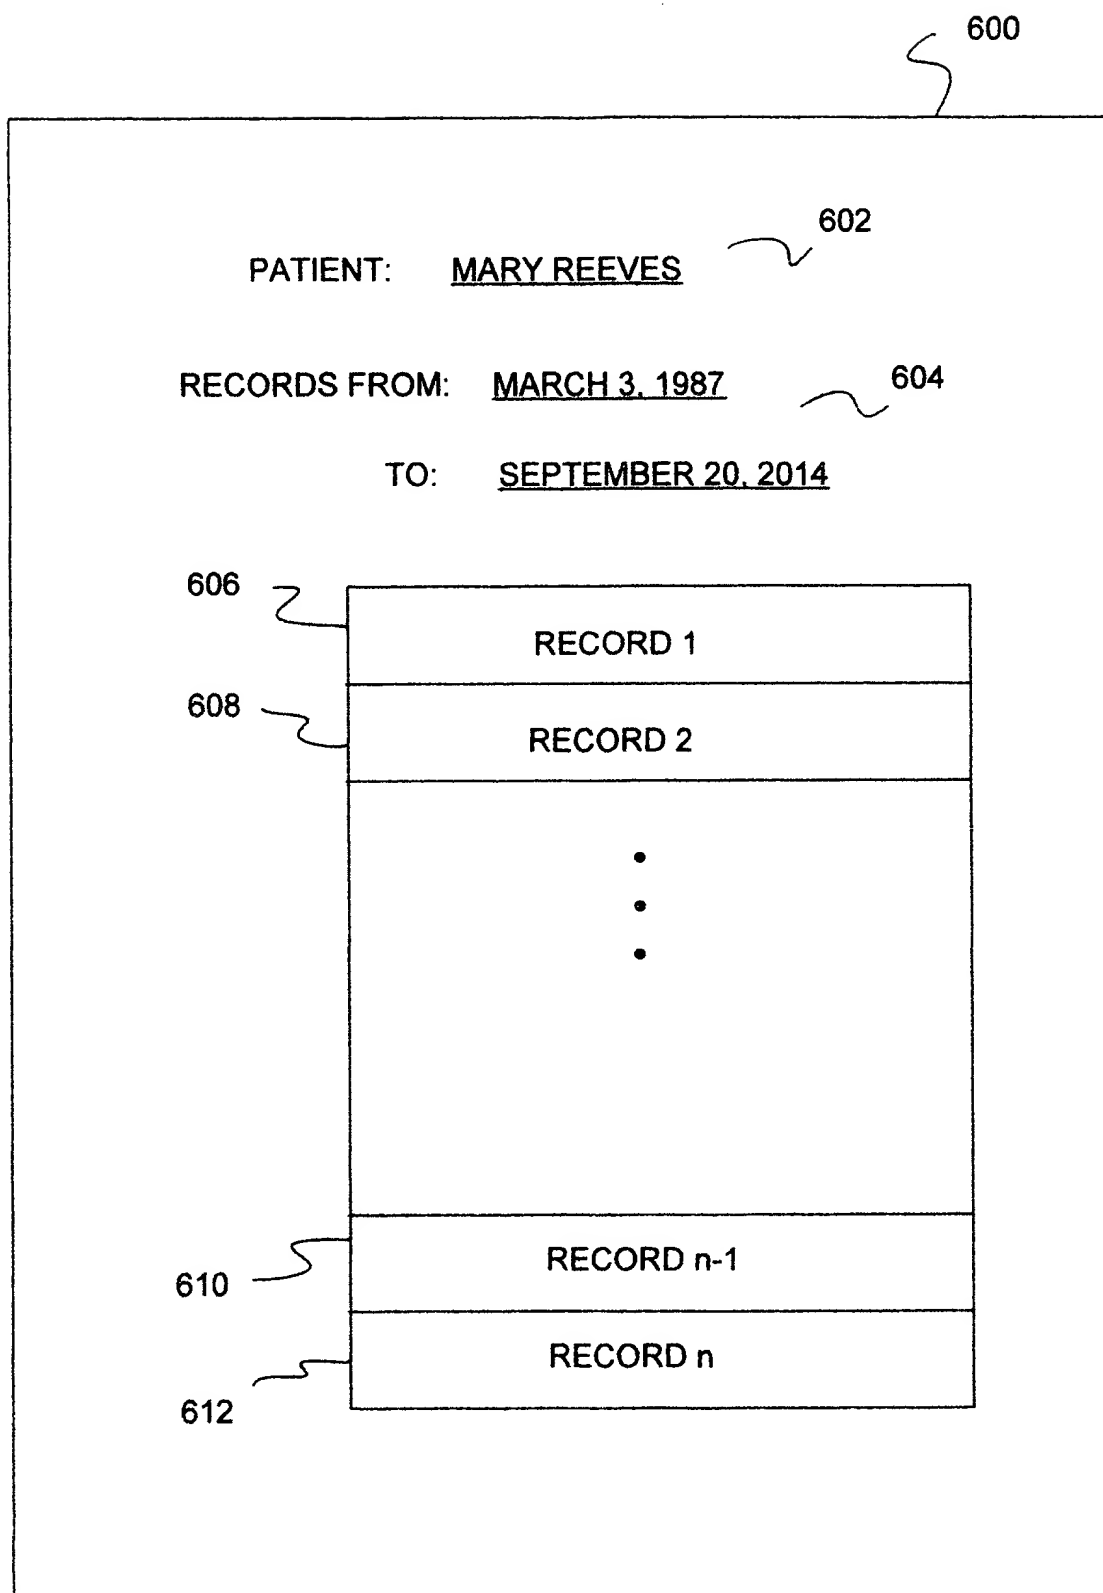 600
602
PATIENT: MARY REEVES
604
RECORDS FROM: MARCH 3, 1987
TO: SEPTEMBER 20, 2014
606
RECORD 1
608
RECORD 2
RECORD n-1
610
RECORD n
612